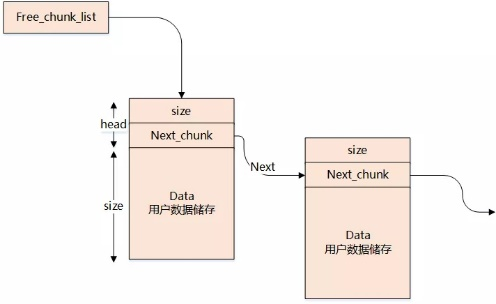 Free_chunk_list
size
head
Next_chunk
size
Data
用户数据储存
Next
size
Next_chunk
Data
用户数据储存